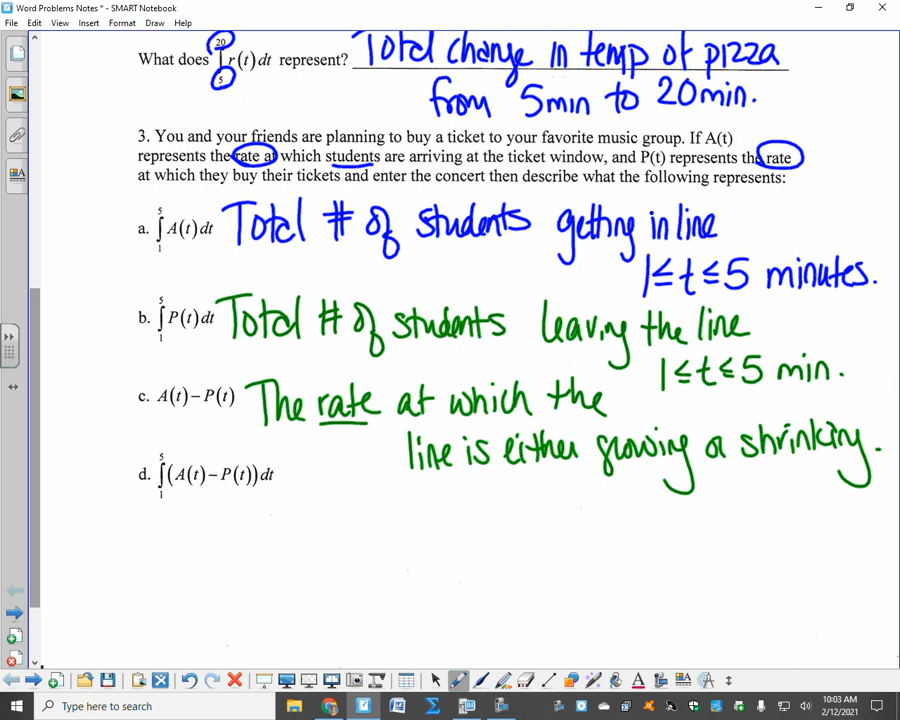 Word Problems Notes * - SMART Notebook
File Edit View Insert Format Draw Help
What does ∫₅²⁰ r(t) dt represent? Total change in temp of pizza
from 5min to 20min.
3. You and your friends are planning to buy a ticket to your favorite music group. If A(t)
represents the rate at which students are arriving at the ticket window, and P(t) represents the rate
at which they buy their tickets and enter the concert then describe what the following represents:
a. ∫₁⁵ A(t) dt Total # of students getting in line
1≤t≤5 minutes.
b. ∫₁⁵ P(t) dt Total # of students leaving the line
1≤t≤5 min.
c. A(t) – P(t) The rate at which the
line is either growing or shrinking.
d. ∫₁⁵ (A(t) – P(t)) dt
Type here to search
10:03 AM
2/12/2021